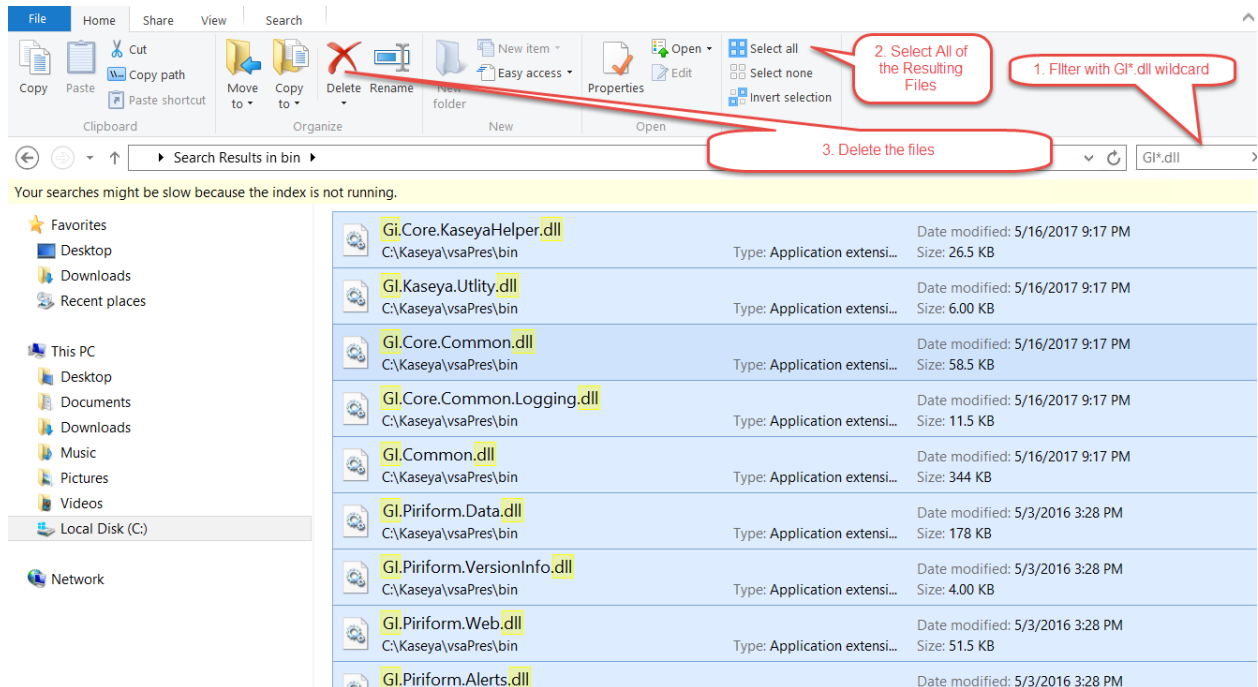 File Home Share View Search
Cut
Copy path
Paste shortcut
Copy Paste
Clipboard
Move to
Copy to
Delete Rename
Organize
New folder
New item
Easy access
New
Properties
Open
Edit
Open
Select all
Select none
Invert selection
2. Select All of
the Resulting
Files
1. FIlter with GI*.dll wildcard
3. Delete the files
Search Results in bin
GI*.dll
Your searches might be slow because the index is not running.
Favorites
Desktop
Downloads
Recent places
This PC
Desktop
Documents
Downloads
Music
Pictures
Videos
Local Disk (C:)
Network
Gi.Core.KaseyaHelper.dll Date modified: 5/16/2017 9:17 PM
C:\Kaseya\vsaPres\bin Type: Application extensi... Size: 26.5 KB
GI.Kaseya.Utlity.dll Date modified: 5/16/2017 9:17 PM
C:\Kaseya\vsaPres\bin Type: Application extensi... Size: 6.00 KB
GI.Core.Common.dll Date modified: 5/16/2017 9:17 PM
C:\Kaseya\vsaPres\bin Type: Application extensi... Size: 58.5 KB
GI.Core.Common.Logging.dll Date modified: 5/16/2017 9:17 PM
C:\Kaseya\vsaPres\bin Type: Application extensi... Size: 11.5 KB
GI.Common.dll Date modified: 5/16/2017 9:17 PM
C:\Kaseya\vsaPres\bin Type: Application extensi... Size: 344 KB
GI.Piriform.Data.dll Date modified: 5/3/2016 3:28 PM
C:\Kaseya\vsaPres\bin Type: Application extensi... Size: 178 KB
GI.Piriform.VersionInfo.dll Date modified: 5/3/2016 3:28 PM
C:\Kaseya\vsaPres\bin Type: Application extensi... Size: 4.00 KB
GI.Piriform.Web.dll Date modified: 5/3/2016 3:28 PM
C:\Kaseya\vsaPres\bin Type: Application extensi... Size: 51.5 KB
GI.Piriform.Alerts.dll Date modified: 5/3/2016 3:28 PM